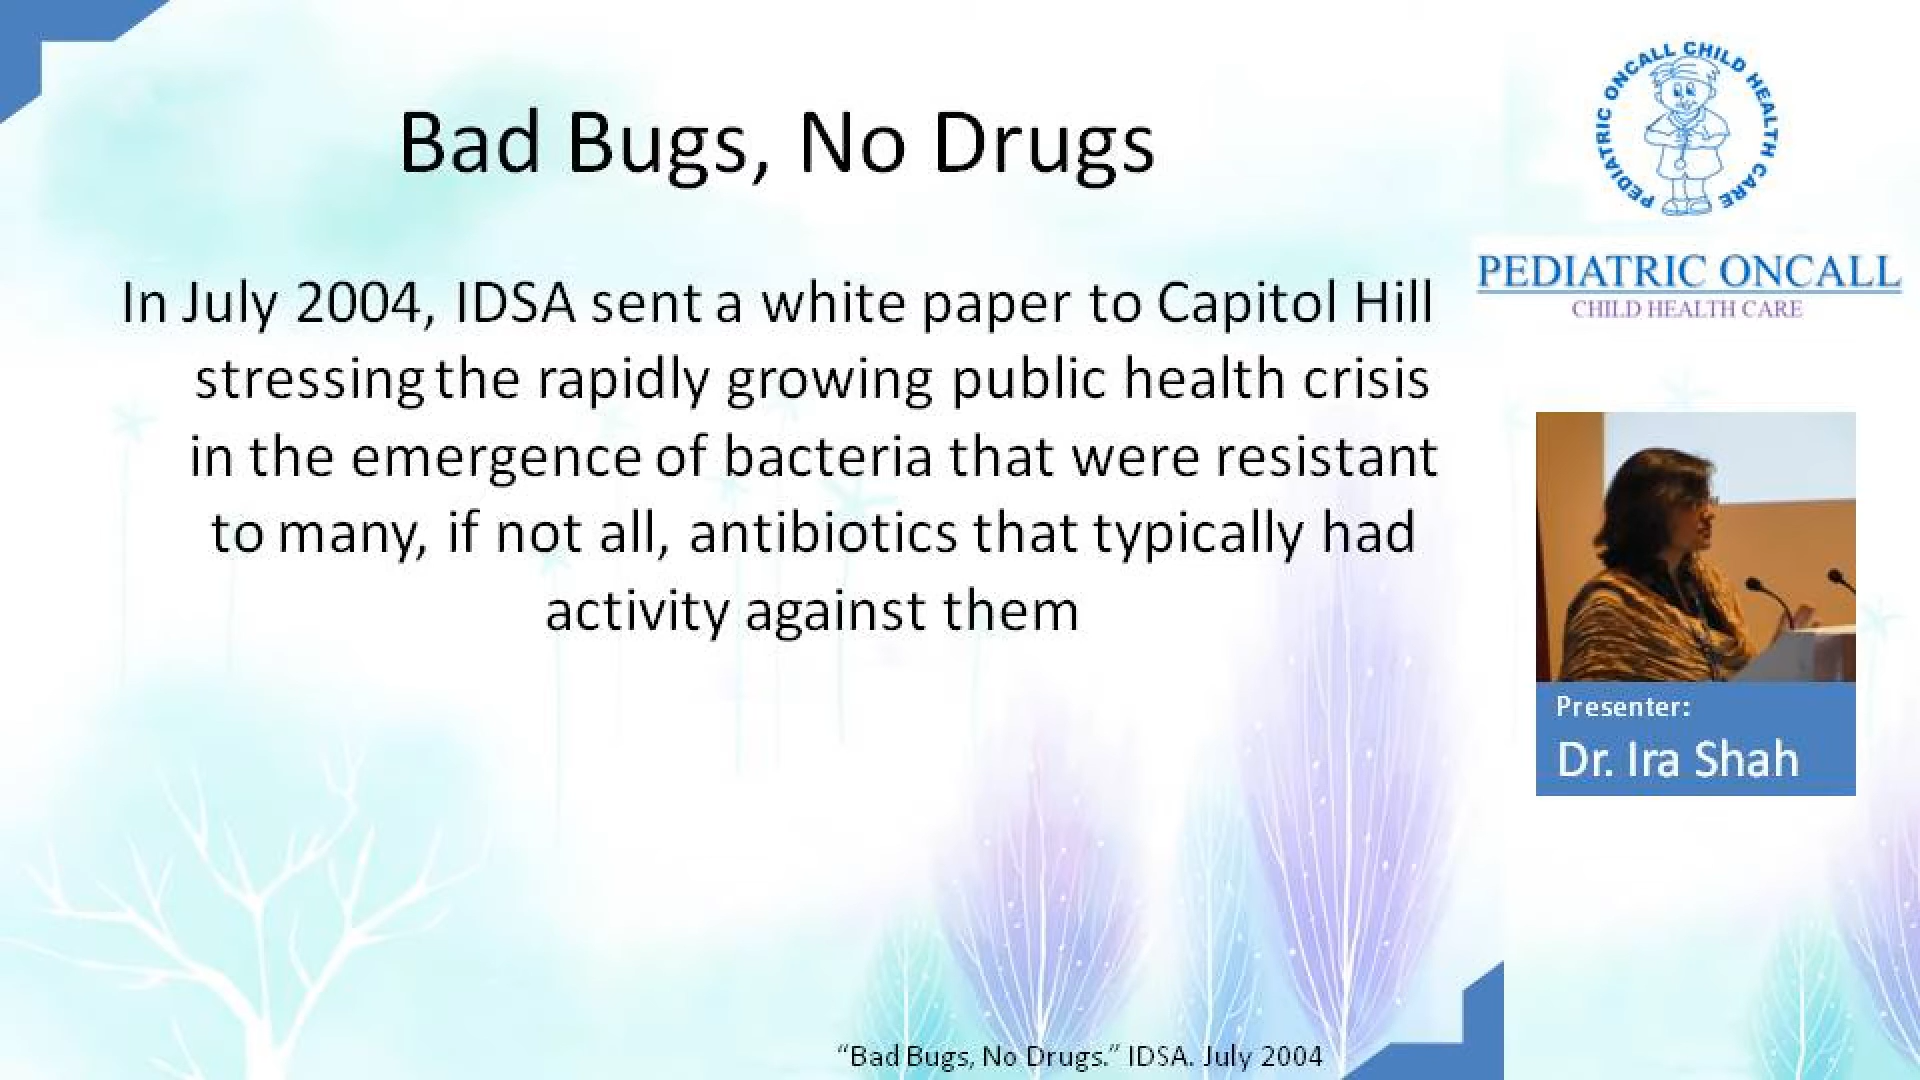 Bad Bugs, No Drugs
In July 2004, IDSA sent a white paper to Capitol Hill
stressing the rapidly growing public health crisis
in the emergence of bacteria that were resistant
to many, if not all, antibiotics that typically had
activity against them
“Bad Bugs, No Drugs.” IDSA. July 2004
PEDIATRIC ONCALL CHILD HEALTH CARE
PEDIATRIC ONCALL
CHILD HEALTH CARE
Presenter:
Dr. Ira Shah